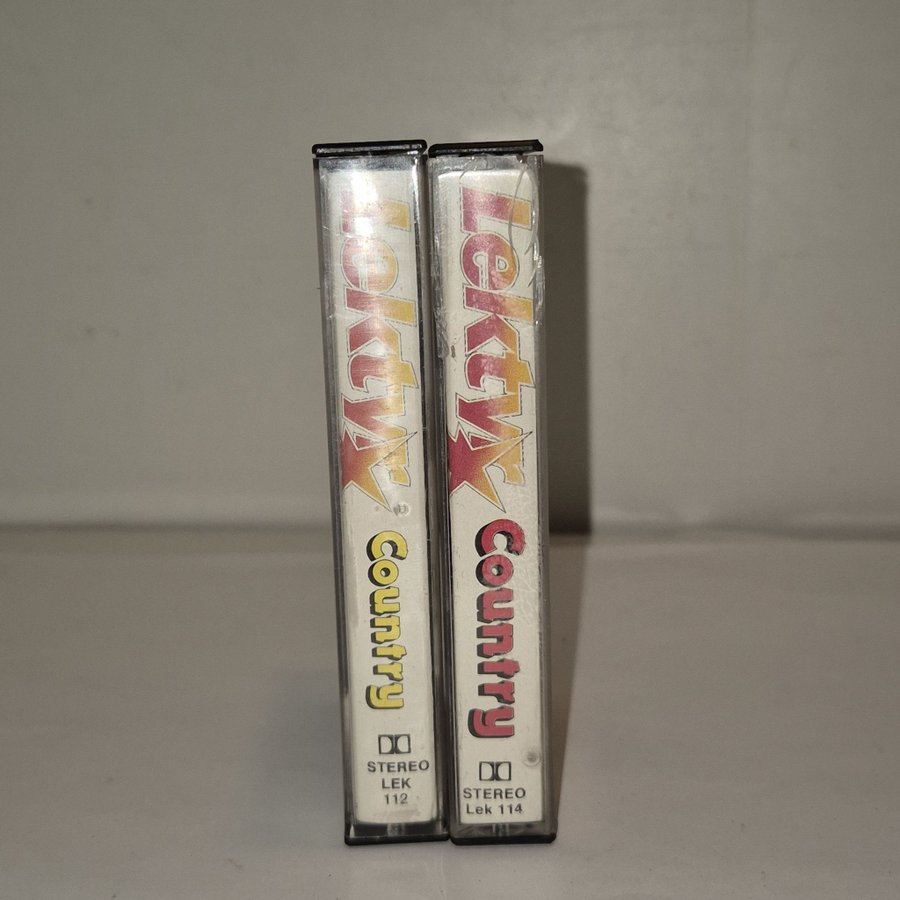 Lektyr
Country
STEREO
LEK
112
Lektyr
Country
STEREO
Lek 114